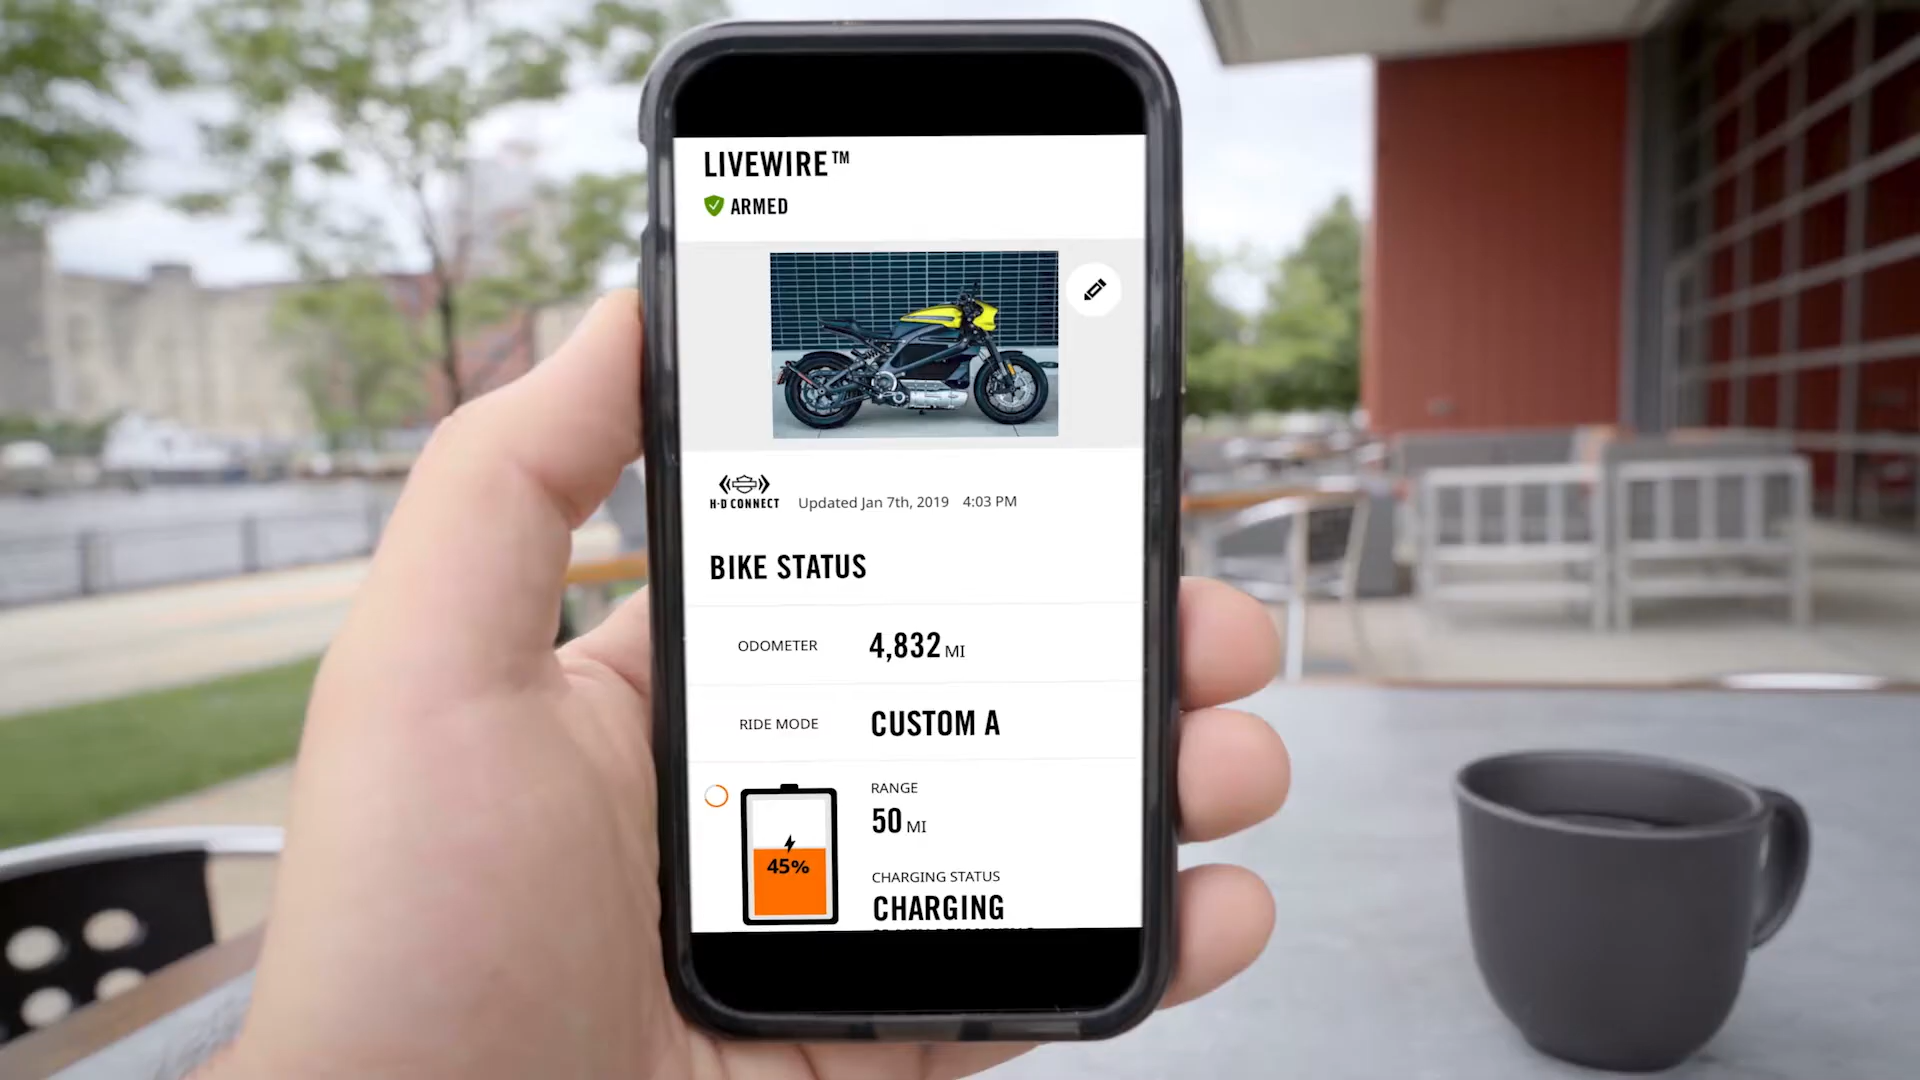 LIVEWIRE™
ARMED
H-D CONNECT
Updated Jan 7th, 2019 4:03 PM
BIKE STATUS
ODOMETER 4,832 MI
RIDE MODE CUSTOM A
RANGE
50 MI
45%
CHARGING STATUS
CHARGING